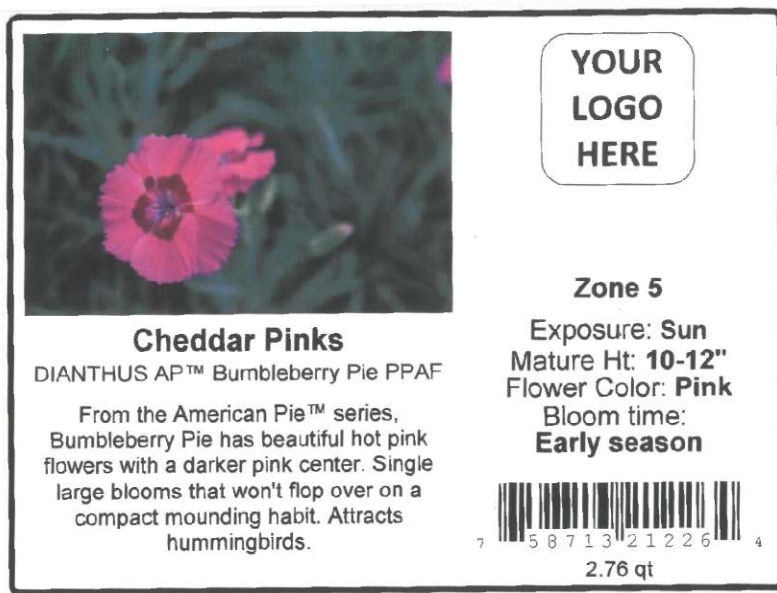 Cheddar Pinks
DIANTHUS AP™ Bumbleberry Pie PPAF
From the American Pie™ series,
Bumbleberry Pie has beautiful hot pink
flowers with a darker pink center. Single
large blooms that won't flop over on a
compact mounding habit. Attracts
hummingbirds.
YOUR
LOGO
HERE
Zone 5
Exposure: Sun
Mature Ht: 10-12"
Flower Color: Pink
Bloom time:
Early season
7 58713 21226 4
2.76 qt